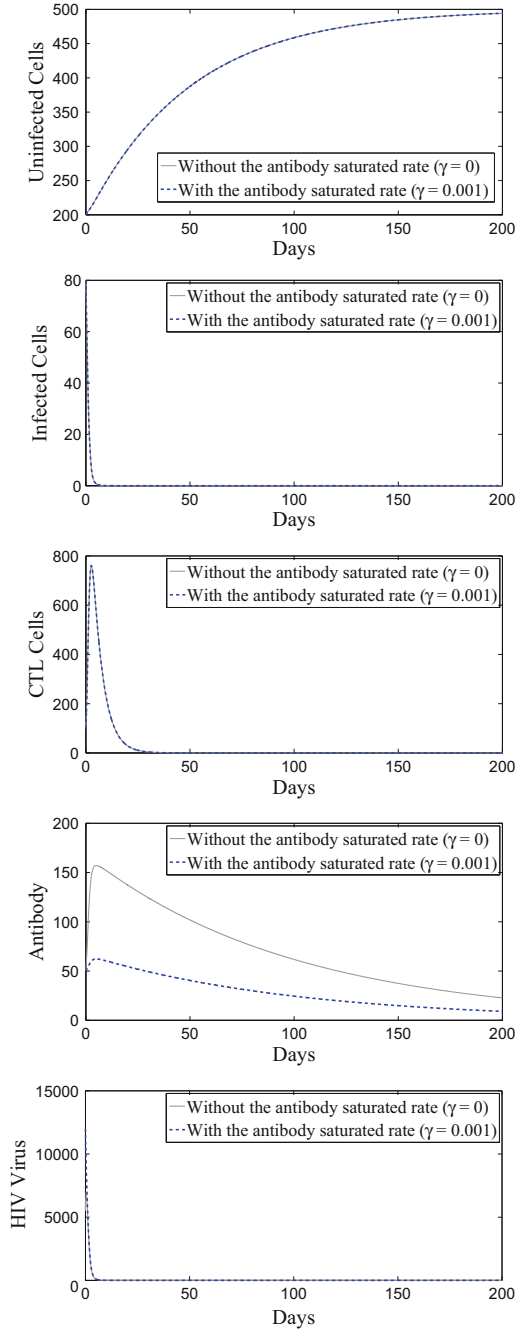 500
450
400
350
300
250
200
Uninfected Cells
Without the antibody saturated rate (γ = 0)
With the antibody saturated rate (γ = 0.001)
0 50 100 150 200
Days
80
60
40
20
0
Infected Cells
Without the antibody saturated rate (γ = 0)
With the antibody saturated rate (γ = 0.001)
0 50 100 150 200
Days
800
600
400
200
0
CTL Cells
Without the antibody saturated rate (γ = 0)
With the antibody saturated rate (γ = 0.001)
0 50 100 150 200
Days
200
150
100
50
0
Antibody
Without the antibody saturated rate (γ = 0)
With the antibody saturated rate (γ = 0.001)
0 50 100 150 200
Days
15000
10000
5000
0
HIV Virus
Without the antibody saturated rate (γ = 0)
With the antibody saturated rate (γ = 0.001)
0 50 100 150 200
Days